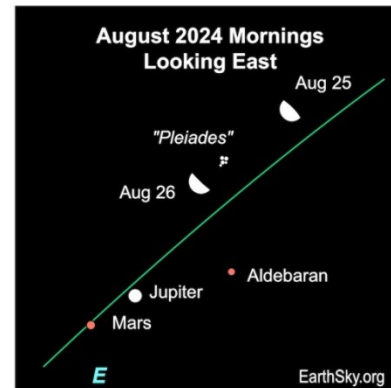 August 2024 Mornings
Looking East
Aug 25
"Pleiades"
Aug 26
Aldebaran
Jupiter
Mars
E
EarthSky.org